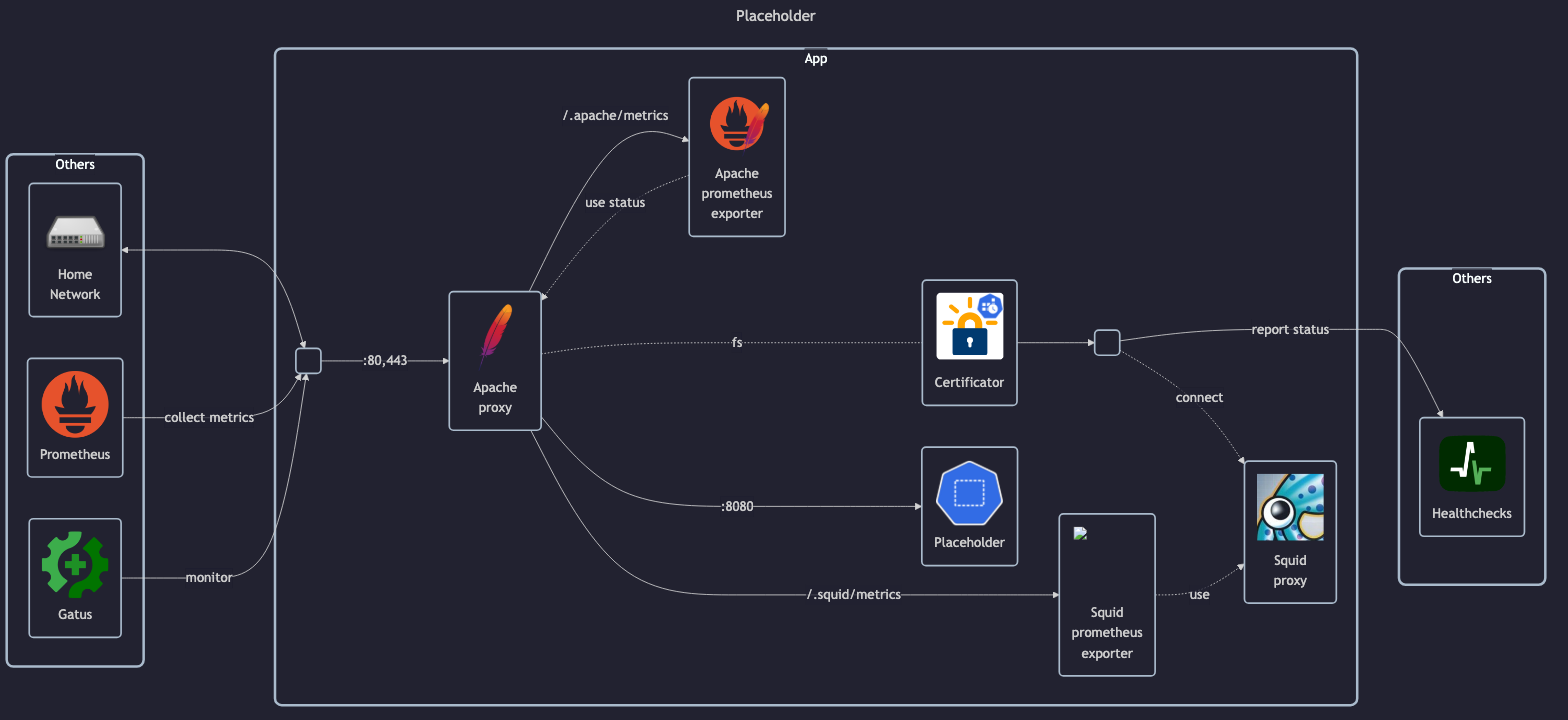 Placeholder
App
Others
Home
Network
Prometheus
Gatus
collect metrics
monitor
:80,443
Apache
proxy
/.apache/metrics
use status
Apache
prometheus
exporter
fs
Certificator
:8080
Placeholder
/.squid/metrics
Squid
prometheus
exporter
use
connect
Squid
proxy
report status
Others
Healthchecks